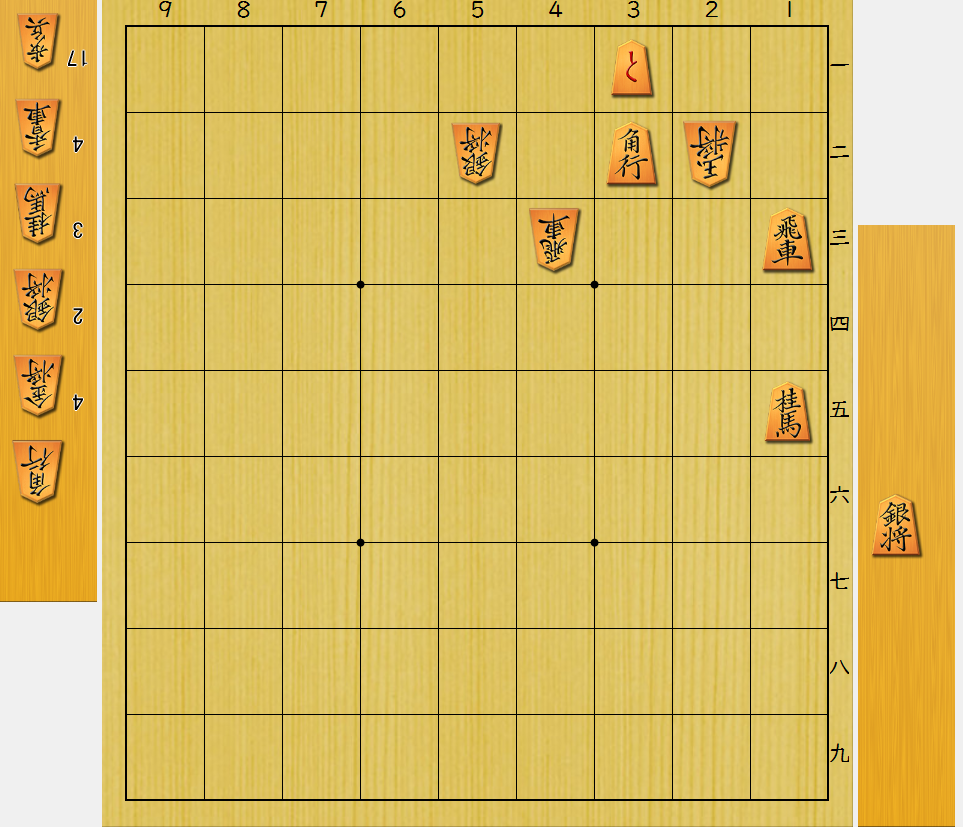 9 8 7 6 5 4 3 2 1
歩兵 17
香車 4
桂馬 3
銀将 2
金将 4
角行
と 一
銀将 角行 玉将 二
飛車 飛車 三
四
桂馬 五
六
七
八
九
銀将